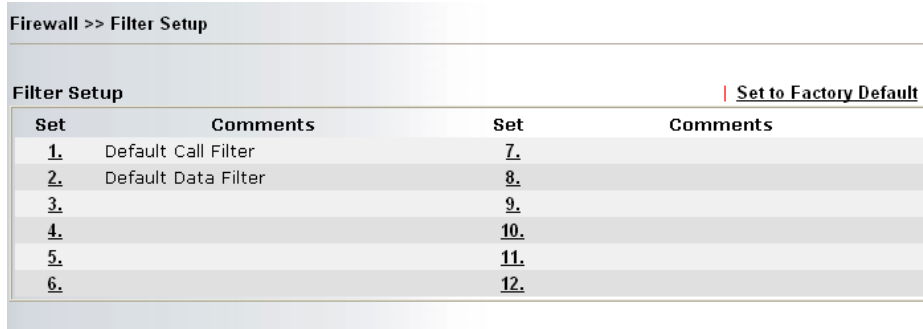 Firewall >> Filter Setup
Filter Setup | Set to Factory Default
Set Comments Set Comments
1. Default Call Filter 7.
2. Default Data Filter 8.
3. 9.
4. 10.
5. 11.
6. 12.